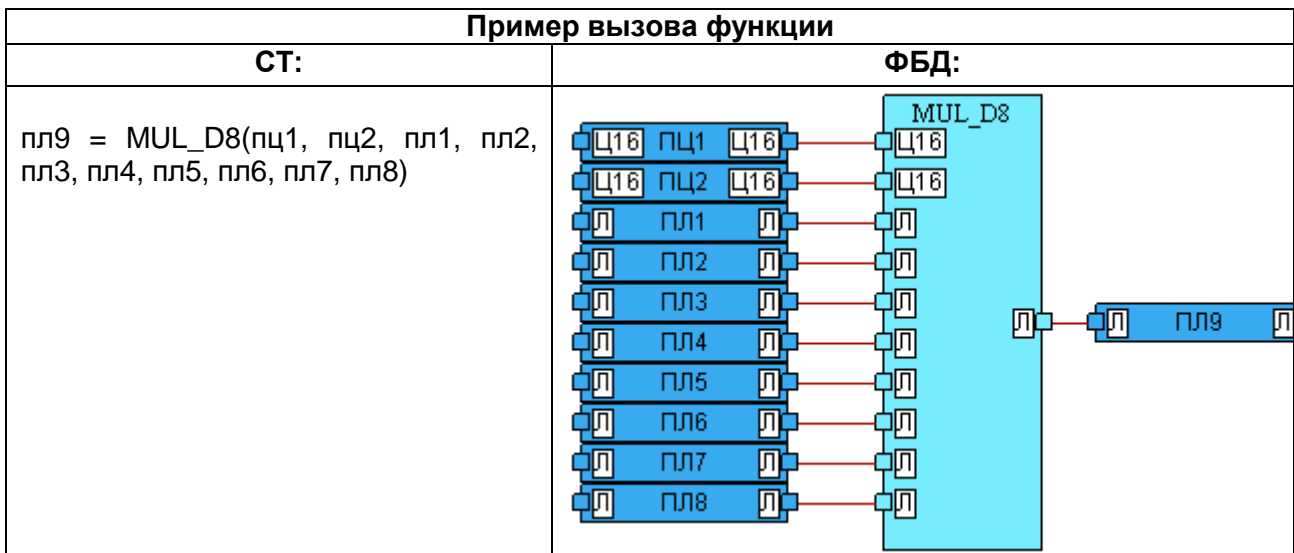 Пример вызова функции
СТ: ФБД:
пл9 = MUL_D8(пц1, пц2, пл1, пл2,
пл3, пл4, пл5, пл6, пл7, пл8)
MUL_D8
Ц16 ПЦ1 Ц16 Ц16
Ц16 ПЦ2 Ц16 Ц16
Л ПЛ1 Л Л
Л ПЛ2 Л Л
Л ПЛ3 Л Л
Л Л ПЛ9 Л
Л ПЛ4 Л Л
Л ПЛ5 Л Л
Л ПЛ6 Л Л
Л ПЛ7 Л Л
Л ПЛ8 Л Л